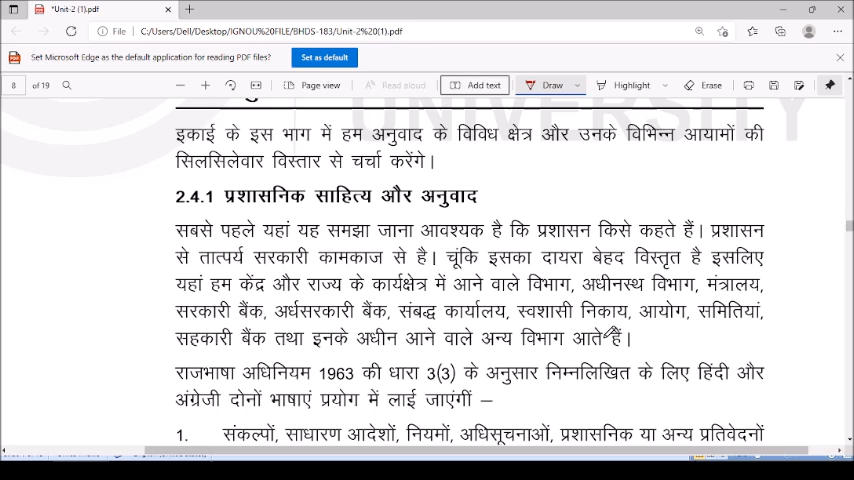 *Unit-2 (1).pdf
File C:/Users/Dell/Desktop/IGNOU%20FILE/BHDS-183/Unit-2%20(1).pdf
Set Microsoft Edge as the default application for reading PDF files? Set as default
8 of 19 Page view Read aloud Add text Draw Highlight Erase
UNIVERSITY
इकाई के इस भाग में हम अनुवाद के विविध क्षेत्र और उनके विभिन्न आयामों की
सिलसिलेवार विस्तार से चर्चा करेंगे।
2.4.1 प्रशासनिक साहित्य और अनुवाद
सबसे पहले यहां यह समझा जाना आवश्यक है कि प्रशासन किसे कहते हैं। प्रशासन
से तात्पर्य सरकारी कामकाज से है। चूंकि इसका दायरा बेहद विस्तृत है इसलिए
यहां हम केंद्र और राज्य के कार्यक्षेत्र में आने वाले विभाग, अधीनस्थ विभाग, मंत्रालय,
सरकारी बैंक, अर्धसरकारी बैंक, संबद्ध कार्यालय, स्वशासी निकाय, आयोग, समितियां,
सहकारी बैंक तथा इनके अधीन आने वाले अन्य विभाग आते हैं।
राजभाषा अधिनियम 1963 की धारा 3(3) के अनुसार निम्नलिखित के लिए हिंदी और
अंग्रेजी दोनों भाषाएं प्रयोग में लाई जाएंगीं –
1. संकल्पों, साधारण आदेशों, नियमों, अधिसूचनाओं, प्रशासनिक या अन्य प्रतिवेदनों